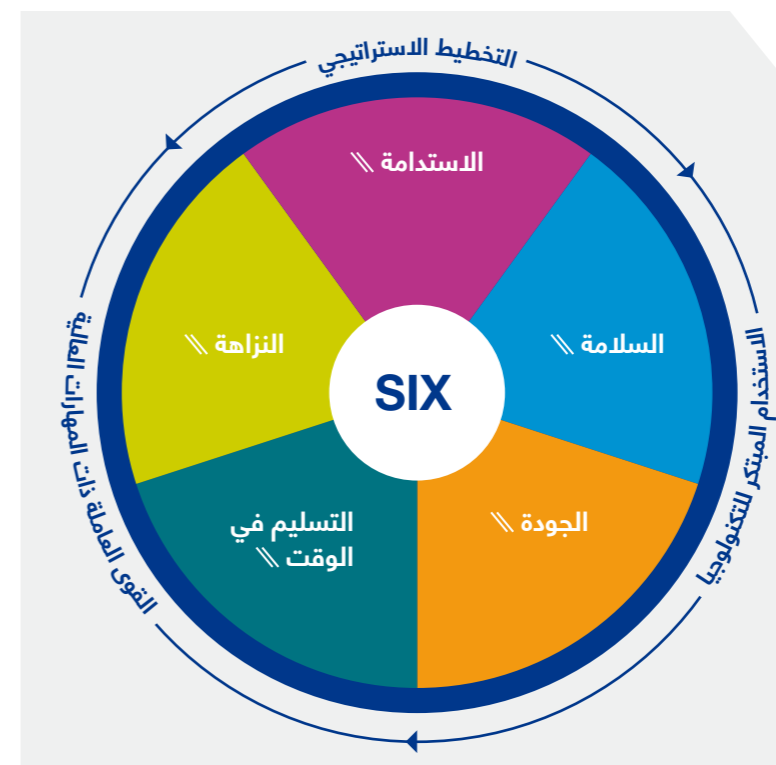 التخطيط الاستراتيجي
الاستدامة
السلامة
النزاهة
SIX
الجودة
التسليم في
الوقت
الاستخدام المبتكر للتكنولوجيا
القوى العاملة ذات المهارات العالية